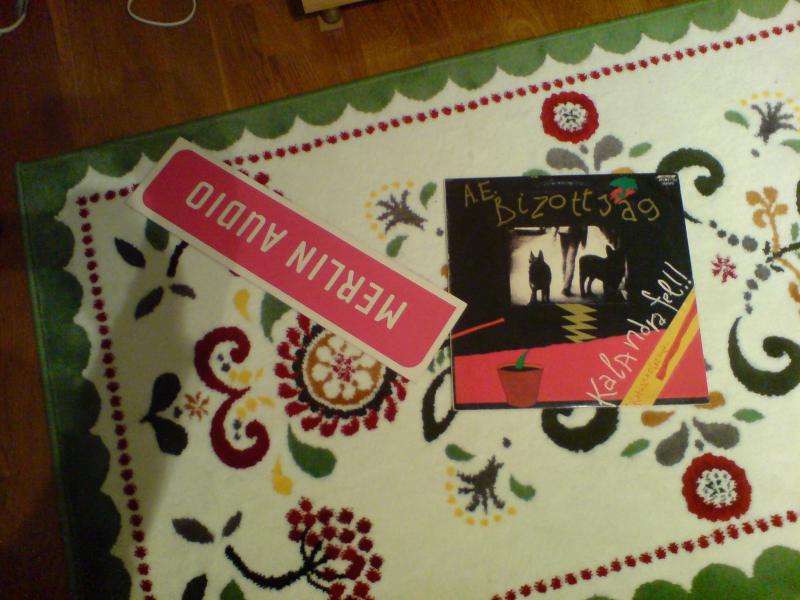 MERLIN AUDIO
A.E.
Bizottság
Kalandra fel!!